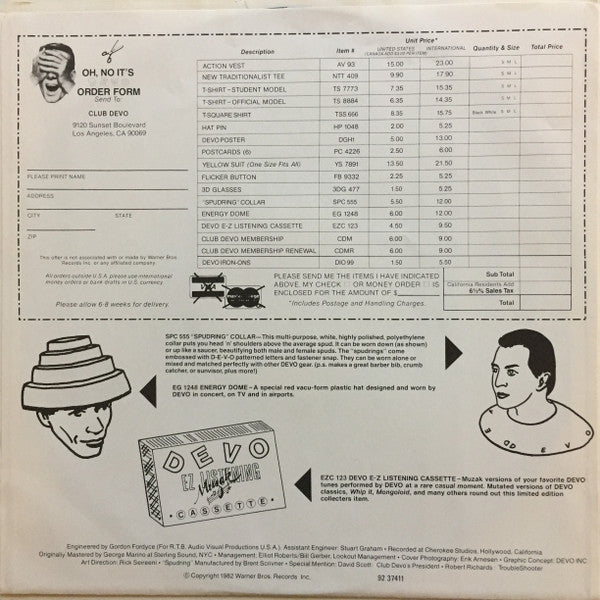 OH, NO IT'S
ORDER FORM
Send To:
CLUB DEVO
9120 Sunset Boulevard
Los Angeles, CA 90069
PLEASE PRINT NAME
ADDRESS
CITY STATE
ZIP
This offer is not associated with or made by Warner Bros.
Records Inc. or any affiliated company.
All orders outside U.S.A. please use international
money orders or bank drafts in U.S. currency
Please allow 6-8 weeks for delivery.
Unit Price*
Description Item # UNITED STATES INTERNATIONAL Quantity & Size Total Price
ACTION VEST AV 93 15.00 23.00 S M L
NEW TRADITIONALIST TEE NTT 409 9.90 17.90 S M L
T-SHIRT - STUDENT MODEL TS 7773 7.35 15.35 S M L
T-SHIRT - OFFICIAL MODEL TS 8884 6.35 14.35 S M L
T-SQUARE SHIRT TSS 666 8.35 15.75 Black White S M L
HAT PIN HP 1048 2.00 5.25
DEVO POSTER DGH1 5.00 13.00
POSTCARDS (6) PC 4226 2.50 6.00
YELLOW SUIT (One Size Fits All) YS 7891 13.50 21.50
FLICKER BUTTON FB 9332 2.25 5.25
3D GLASSES 3DG 477 1.50 5.25
"SPUDRING" COLLAR SPC 555 5.50 12.00
ENERGY DOME EG 1248 6.00 12.00
DEVO E-Z LISTENING CASSETTE EZC 123 4.50 9.50
CLUB DEVO MEMBERSHIP CDM 6.00 9.00
CLUB DEVO MEMBERSHIP RENEWAL CDMR 6.00 9.00
DEVO IRON-ONS DIO 99 1.50 5.50
PLEASE SEND ME THE ITEMS I HAVE INDICATED
ABOVE. MY CHECK □ OR MONEY ORDER □ IS
ENCLOSED FOR THE AMOUNT OF $
*Includes Postage and Handling Charges.
Sub Total
California Residents Add
6½% Sales Tax
Total
SPC 555 "SPUDRING" COLLAR—This multi-purpose, white, highly polished, polyethylene
collar puts you head 'n' shoulders above the average spud. It can be worn down (as shown)
or up like a saucer, beautifying both male and female spuds. The "spudrings" come
embossed with D-E-V-O patterned letters and fastener snap. They can be worn alone or
mixed and matched perfectly with other DEVO gear. (p.s. makes a great barber bib, crumb
catcher, or sunvisor, plus more!)
EG 1248 ENERGY DOME—A special red vacu-form plastic hat designed and worn by
DEVO in concert, on TV and in airports.
DEVO
DEVO
EZ LISTENING
Muzak
• CASSETTE •
EZC 123 DEVO E-Z LISTENING CASSETTE—Muzak versions of your favorite DEVO
tunes performed by DEVO at a rare casual moment. Mutated versions of DEVO
classics, Whip it, Mongoloid, and many others round out this limited edition
collecters item.
Engineered by Gordon Fordyce (For R.T.B. Audio Visual Productions U.S.A.). Assistant Engineer: Stuart Graham • Recorded at Cherokee Studios, Hollywood, California
Originally Mastered by George Marino at Sterling Sound, NYC • Management: Elliot Roberts/Bill Gerber, Lookout Management • Cover Photography: Erik Arnesen • Graphic Concept: DEVO INC
Art Direction: Rick Seireeni • "Spudring" Manufactured by Brent Scrivner • Special Mention: David Scott Club Devo's President • Robert Richards TroubleShooter
© Copyright 1982 Warner Bros. Records Inc. 92 37411